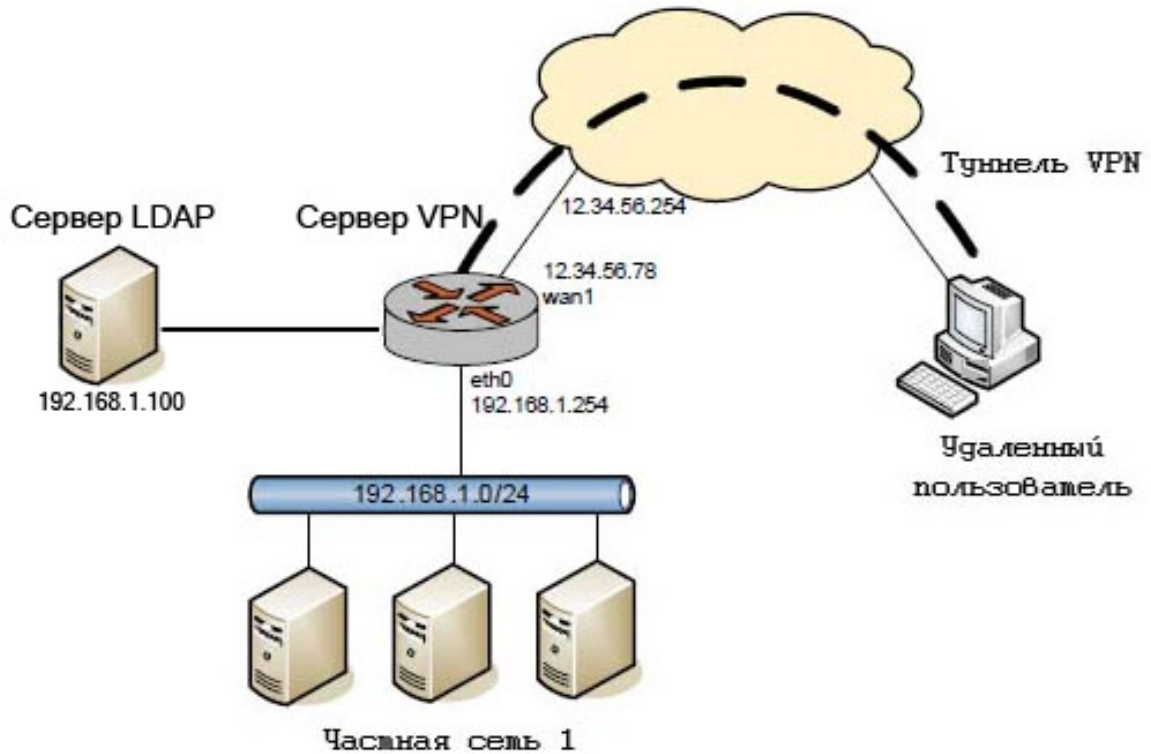 Туннель VPN
12.34.56.254
Сервер LDAP
Сервер VPN
12.34.56.78
wan1
192.168.1.100
eth0
192.168.1.254
Удаленный
пользователь
192.168.1.0/24
Частная сеть 1